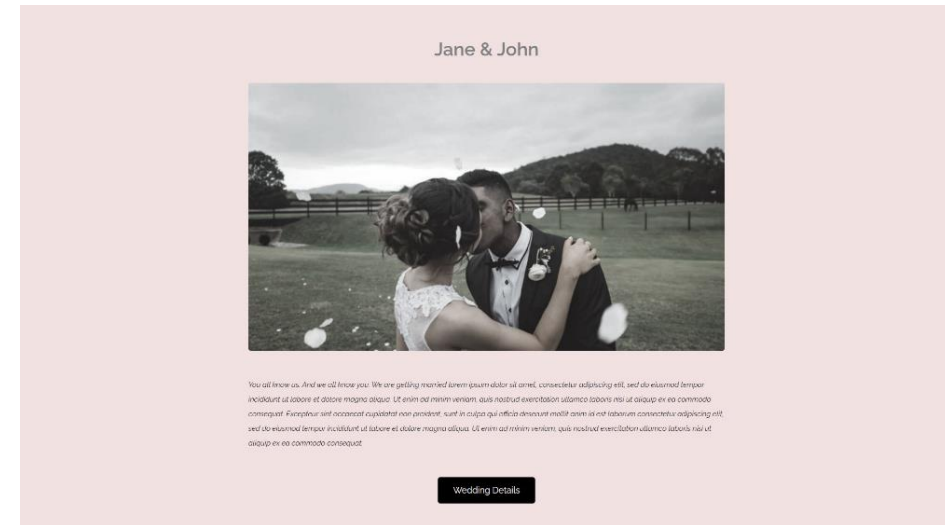 Jane & John
You all know us. And we all know you. We are getting married lorem ipsum dolor sit amet, consectetur adipiscing elit, sed do eiusmod tempor
incididunt ut labore et dolore magna aliqua. Ut enim ad minim veniam, quis nostrud exercitation ullamco laboris nisi ut aliquip ex ea commodo
consequat. Excepteur sint occaecat cupidatat non proident, sunt in culpa qui officia deserunt mollit anim id est laborum consectetur adipiscing elit,
sed do eiusmod tempor incididunt ut labore et dolore magna aliqua. Ut enim ad minim veniam, quis nostrud exercitation ullamco laboris nisi ut
aliquip ex ea commodo consequat.
Wedding Details